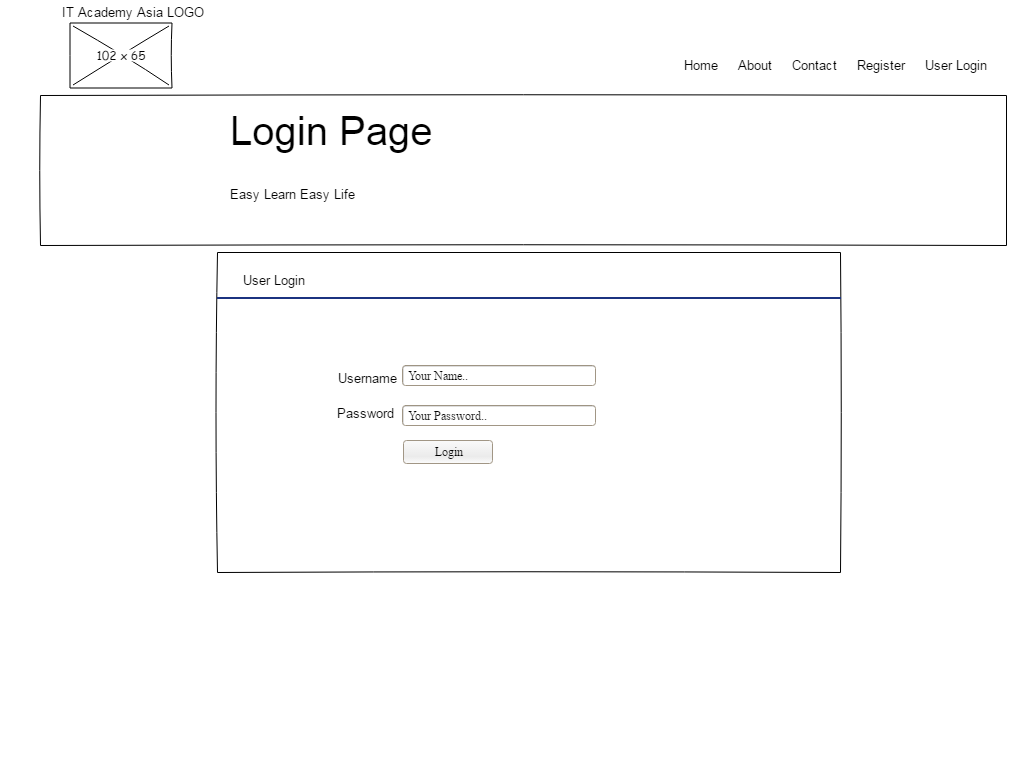 IT Academy Asia LOGO
102 x 65
Home About Contact Register User Login
Login Page
Easy Learn Easy Life
User Login
Username Your Name..
Password Your Password..
Login